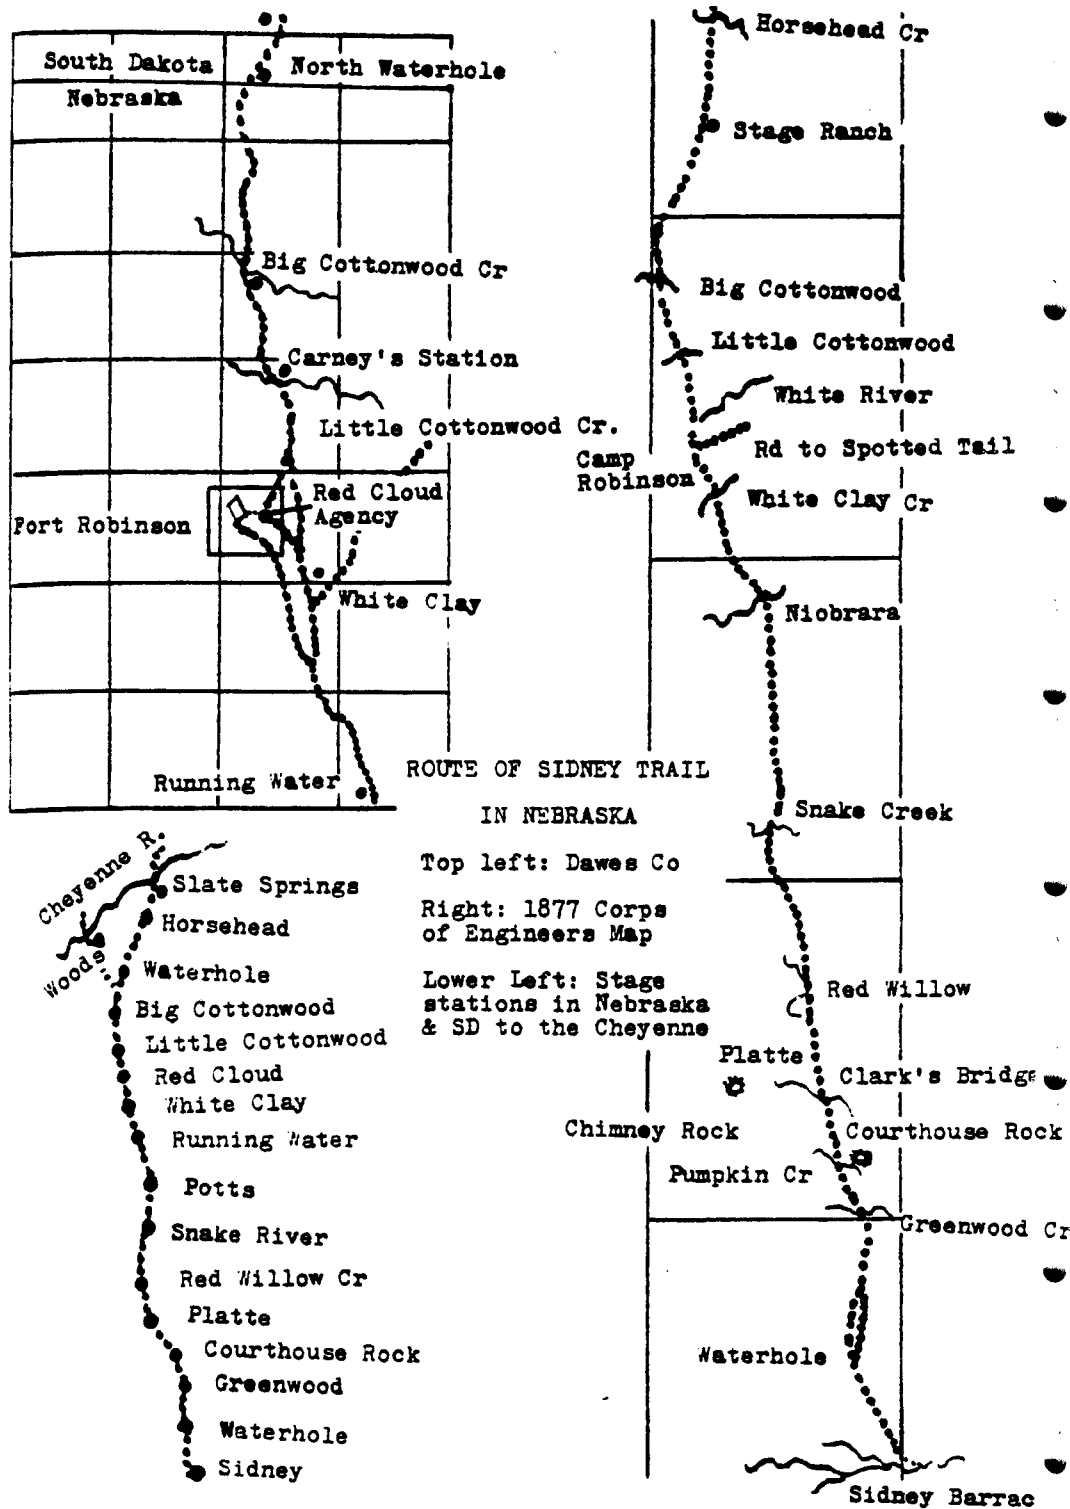 South Dakota
North Waterhole
Nebraska
Big Cottonwood Cr
Carney's Station
Little Cottonwood Cr.
Red Cloud
Agency
Fort Robinson
White Clay
Running Water
Horsehead Cr
Stage Ranch
Big Cottonwood
Little Cottonwood
White River
Rd to Spotted Tail
Camp
Robinson
White Clay Cr
Niobrara
Snake Creek
Red Willow
Platte
Clark's Bridge
Chimney Rock
Courthouse Rock
Pumpkin Cr
Greenwood Cr
Waterhole
Sidney Barrac
ROUTE OF SIDNEY TRAIL
IN NEBRASKA
Top left: Dawes Co
Right: 1877 Corps
of Engineers Map
Lower Left: Stage
stations in Nebraska
& SD to the Cheyenne
Cheyenne R.
Slate Springs
Horsehead
Woods
Waterhole
Big Cottonwood
Little Cottonwood
Red Cloud
White Clay
Running Water
Potts
Snake River
Red Willow Cr
Platte
Courthouse Rock
Greenwood
Waterhole
Sidney